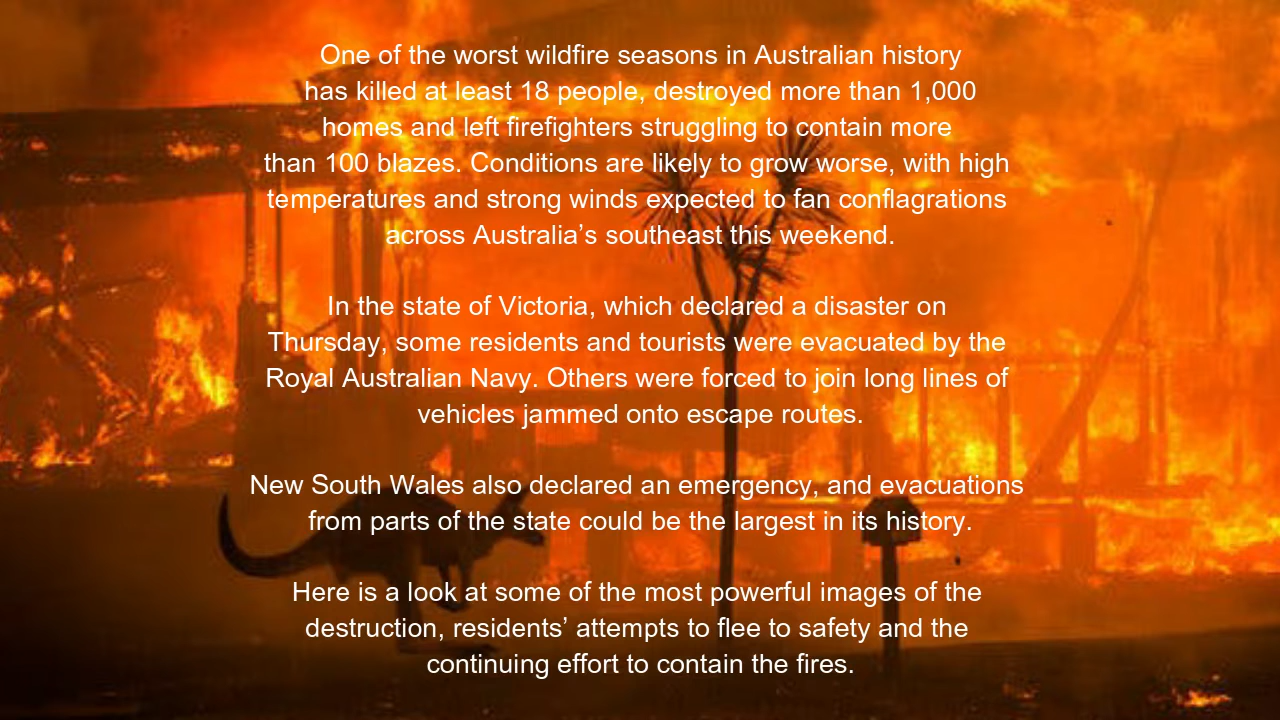 One of the worst wildfire seasons in Australian history
has killed at least 18 people, destroyed more than 1,000
homes and left firefighters struggling to contain more
than 100 blazes. Conditions are likely to grow worse, with high
temperatures and strong winds expected to fan conflagrations
across Australia’s southeast this weekend.
In the state of Victoria, which declared a disaster on
Thursday, some residents and tourists were evacuated by the
Royal Australian Navy. Others were forced to join long lines of
vehicles jammed onto escape routes.
New South Wales also declared an emergency, and evacuations
from parts of the state could be the largest in its history.
Here is a look at some of the most powerful images of the
destruction, residents’ attempts to flee to safety and the
continuing effort to contain the fires.